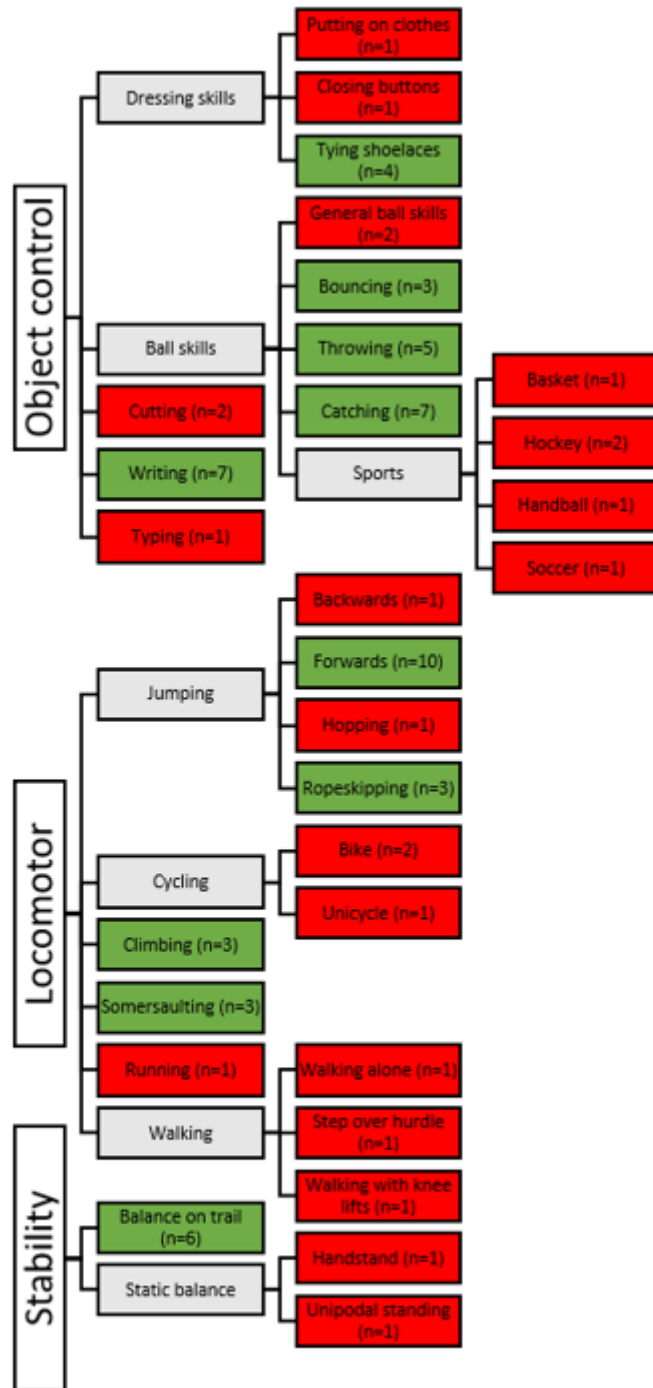 Object control
Dressing skills
Putting on clothes
(n=1)
Closing buttons
(n=1)
Tying shoelaces
(n=4)
Ball skills
General ball skills
(n=2)
Bouncing (n=3)
Throwing (n=5)
Catching (n=7)
Sports
Basket (n=1)
Hockey (n=2)
Handball (n=1)
Soccer (n=1)
Cutting (n=2)
Writing (n=7)
Typing (n=1)
Locomotor
Jumping
Backwards (n=1)
Forwards (n=10)
Hopping (n=1)
Ropeskipping (n=3)
Cycling
Bike (n=2)
Unicycle (n=1)
Climbing (n=3)
Somersaulting (n=3)
Running (n=1)
Walking
Walking alone (n=1)
Step over hurdle
(n=1)
Walking with knee
lifts (n=1)
Stability
Balance on trail
(n=6)
Static balance
Handstand (n=1)
Unipodal standing
(n=1)